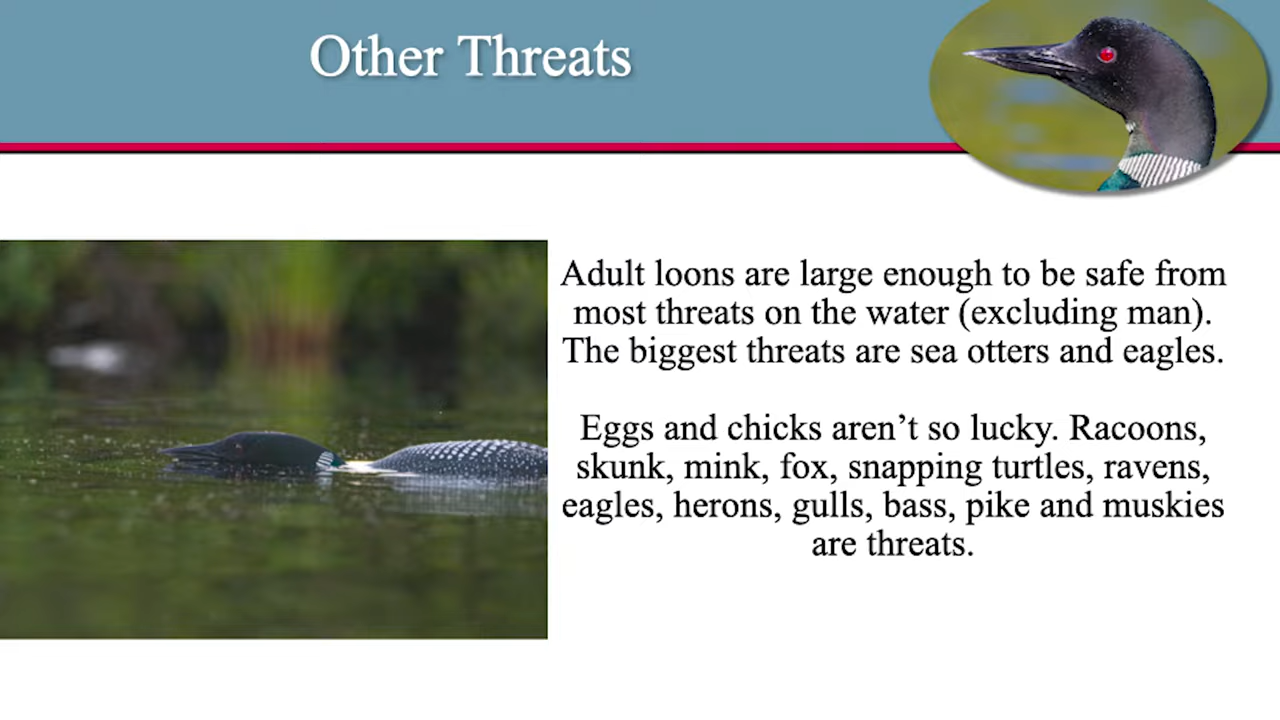 Other Threats
Adult loons are large enough to be safe from
most threats on the water (excluding man).
The biggest threats are sea otters and eagles.
Eggs and chicks aren’t so lucky. Racoons,
skunk, mink, fox, snapping turtles, ravens,
eagles, herons, gulls, bass, pike and muskies
are threats.